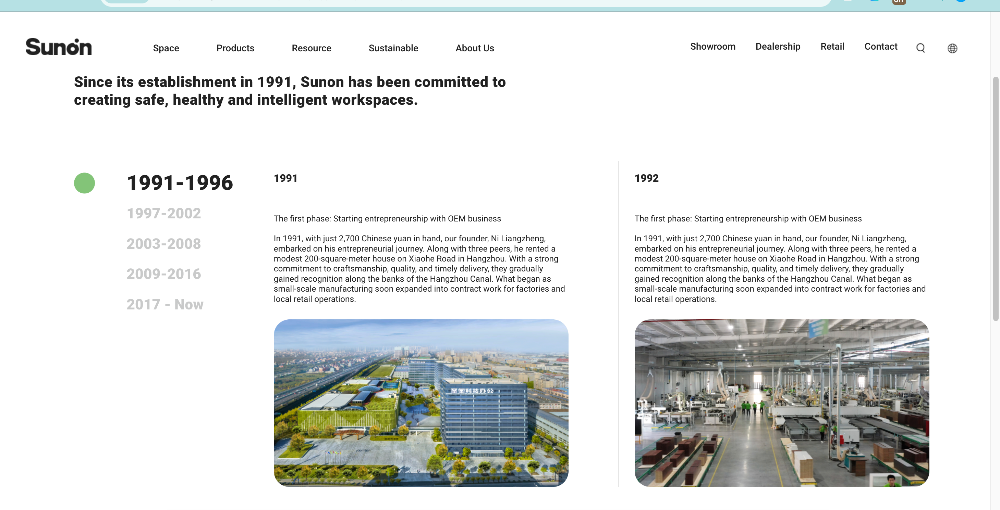 Sunon
Space
Products
Resource
Sustainable
About Us
Showroom
Dealership
Retail
Contact
Since its establishment in 1991, Sunon has been committed to
creating safe, healthy and intelligent workspaces.
1991-1996
1997-2002
2003-2008
2009-2016
2017 - Now
1991
The first phase: Starting entrepreneurship with OEM business
In 1991, with just 2,700 Chinese yuan in hand, our founder, Ni Liangzheng,
embarked on his entrepreneurial journey. Along with three peers, he rented a
modest 200-square-meter house on Xiaohe Road in Hangzhou. With a strong
commitment to craftsmanship, quality, and timely delivery, they gradually
gained recognition along the banks of the Hangzhou Canal. What began as
small-scale manufacturing soon expanded into contract work for factories and
local retail operations.
Sunon
圣奥科技办公
1992
The first phase: Starting entrepreneurship with OEM business
In 1991, with just 2,700 Chinese yuan in hand, our founder, Ni Liangzheng,
embarked on his entrepreneurial journey. Along with three peers, he rented a
modest 200-square-meter house on Xiaohe Road in Hangzhou. With a strong
commitment to craftsmanship, quality, and timely delivery, they gradually
gained recognition along the banks of the Hangzhou Canal. What began as
small-scale manufacturing soon expanded into contract work for factories and
local retail operations.